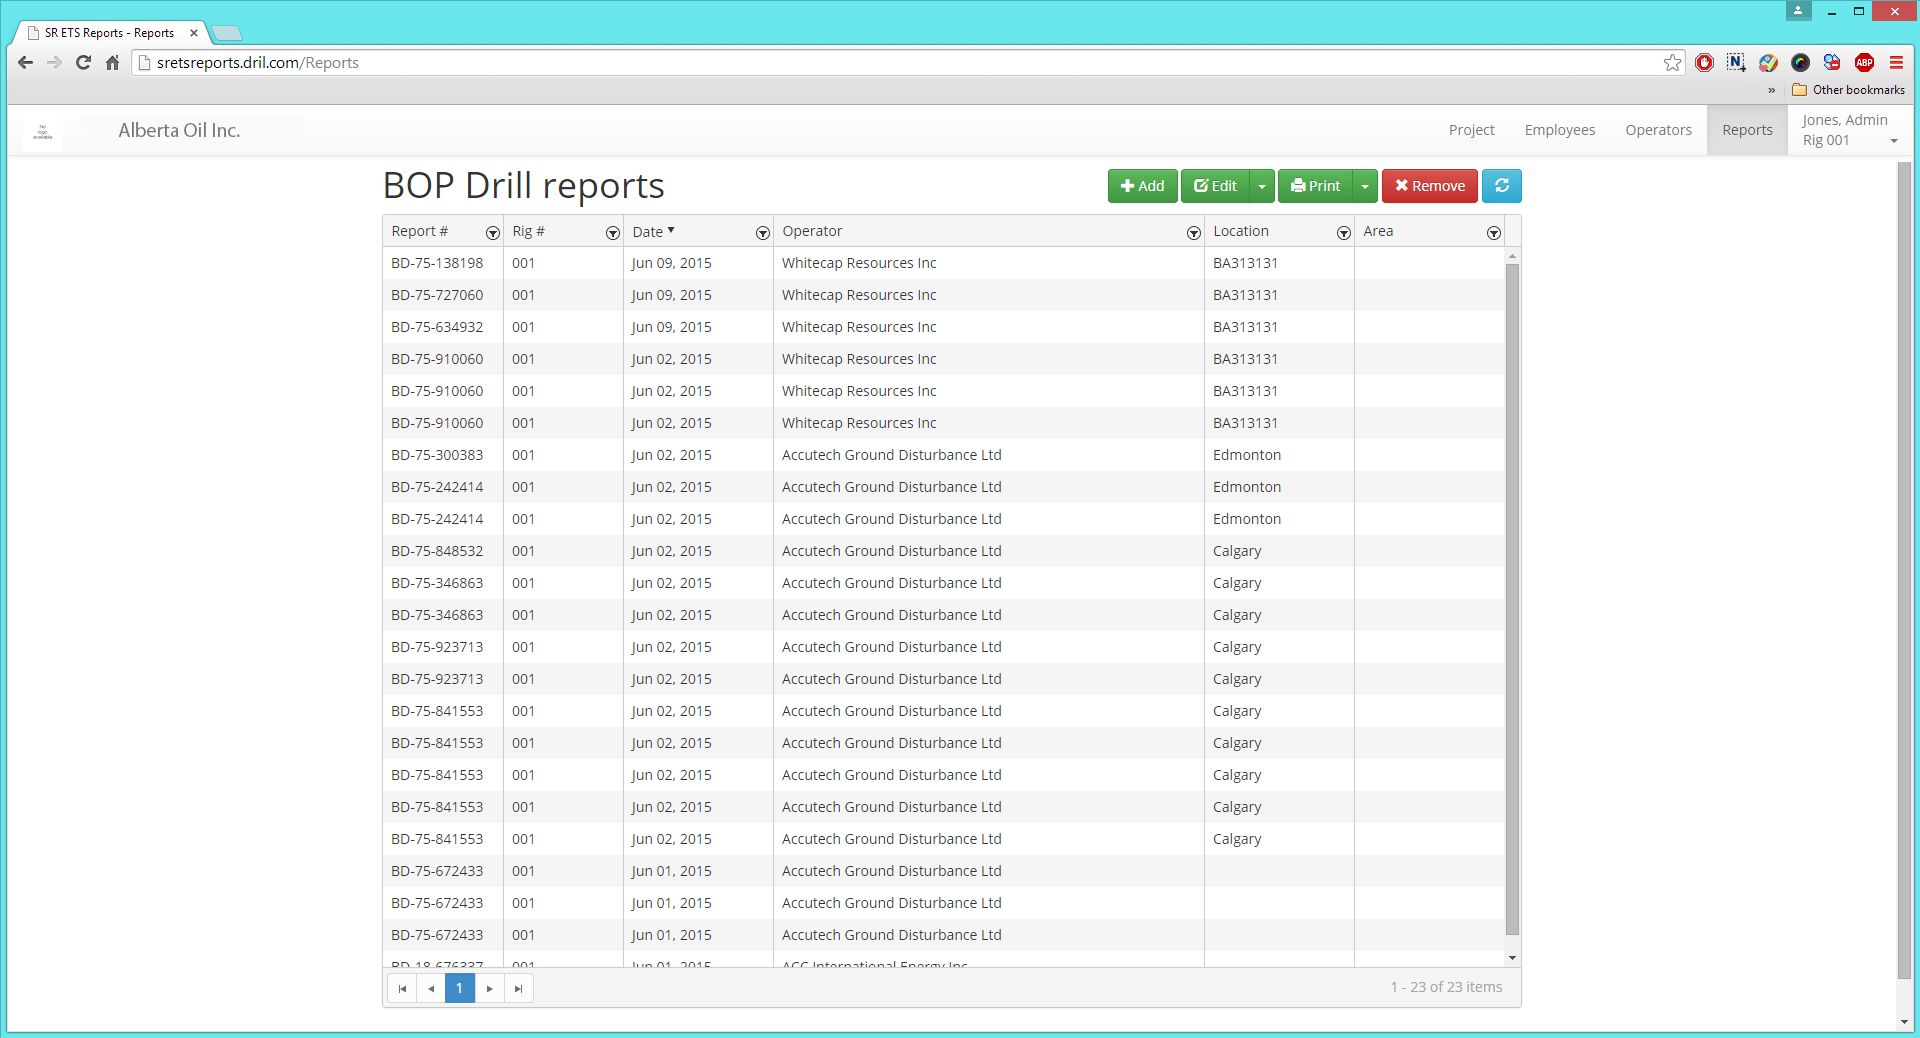 SR ETS Reports - Reports
sretsreports.dril.com/Reports
Other bookmarks
No logo available
Alberta Oil Inc.
Project Employees Operators Reports Jones, Admin
Rig 001
BOP Drill reports
Add Edit Print Remove
Report # Rig # Date Operator Location Area
BD-75-138198 001 Jun 09, 2015 Whitecap Resources Inc BA313131
BD-75-727060 001 Jun 09, 2015 Whitecap Resources Inc BA313131
BD-75-634932 001 Jun 09, 2015 Whitecap Resources Inc BA313131
BD-75-910060 001 Jun 02, 2015 Whitecap Resources Inc BA313131
BD-75-910060 001 Jun 02, 2015 Whitecap Resources Inc BA313131
BD-75-910060 001 Jun 02, 2015 Whitecap Resources Inc BA313131
BD-75-300383 001 Jun 02, 2015 Accutech Ground Disturbance Ltd Edmonton
BD-75-242414 001 Jun 02, 2015 Accutech Ground Disturbance Ltd Edmonton
BD-75-242414 001 Jun 02, 2015 Accutech Ground Disturbance Ltd Edmonton
BD-75-848532 001 Jun 02, 2015 Accutech Ground Disturbance Ltd Calgary
BD-75-346863 001 Jun 02, 2015 Accutech Ground Disturbance Ltd Calgary
BD-75-346863 001 Jun 02, 2015 Accutech Ground Disturbance Ltd Calgary
BD-75-923713 001 Jun 02, 2015 Accutech Ground Disturbance Ltd Calgary
BD-75-923713 001 Jun 02, 2015 Accutech Ground Disturbance Ltd Calgary
BD-75-841553 001 Jun 02, 2015 Accutech Ground Disturbance Ltd Calgary
BD-75-841553 001 Jun 02, 2015 Accutech Ground Disturbance Ltd Calgary
BD-75-841553 001 Jun 02, 2015 Accutech Ground Disturbance Ltd Calgary
BD-75-841553 001 Jun 02, 2015 Accutech Ground Disturbance Ltd Calgary
BD-75-841553 001 Jun 02, 2015 Accutech Ground Disturbance Ltd Calgary
BD-75-672433 001 Jun 01, 2015 Accutech Ground Disturbance Ltd
BD-75-672433 001 Jun 01, 2015 Accutech Ground Disturbance Ltd
BD-75-672433 001 Jun 01, 2015 Accutech Ground Disturbance Ltd
BD-18-676337 001 Jun 01, 2015 ACC International Energy Inc
1 1 - 23 of 23 items